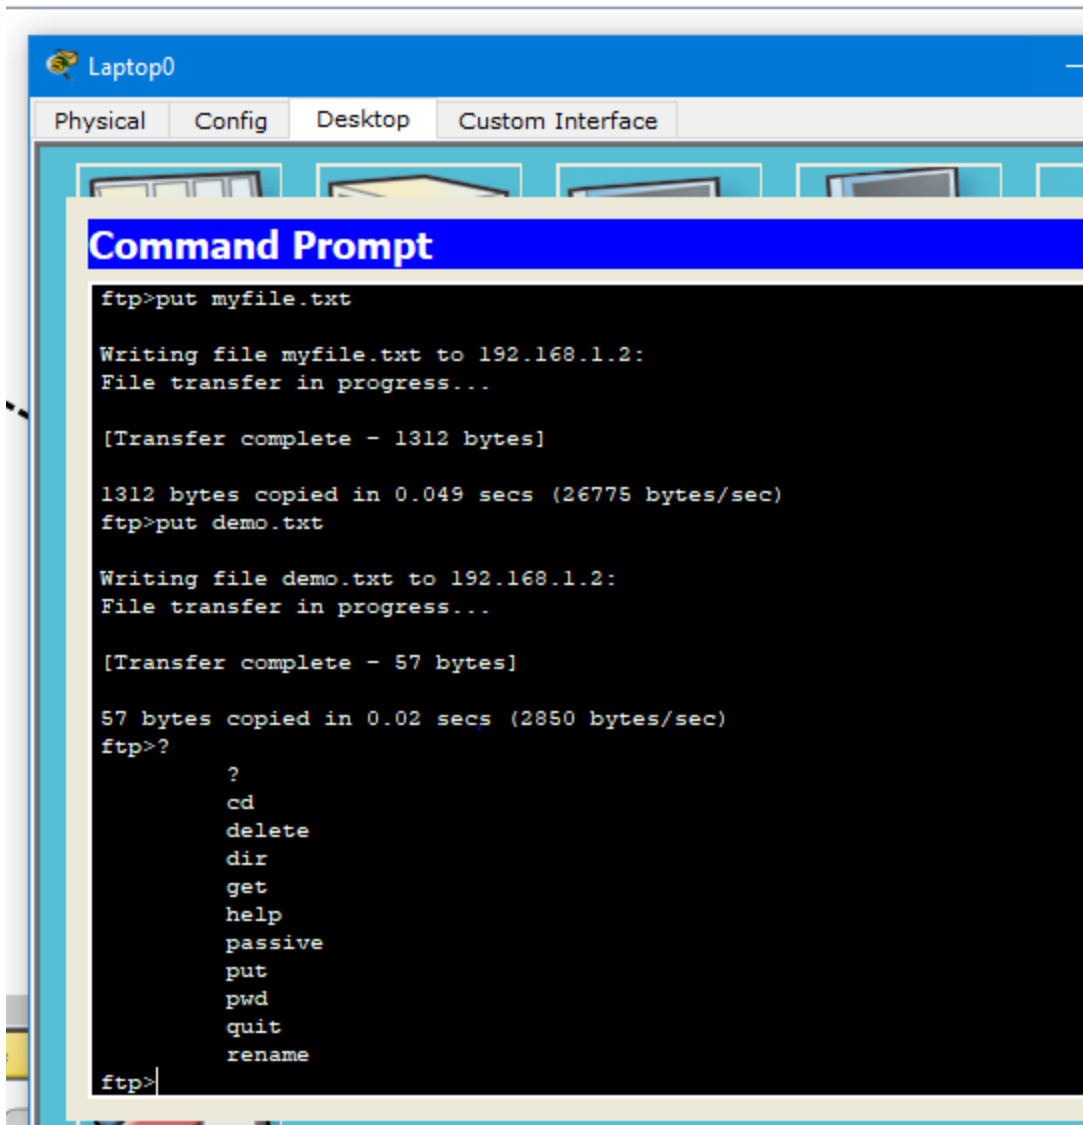 Laptop0
Physical Config Desktop Custom Interface
Command Prompt
ftp>put myfile.txt
Writing file myfile.txt to 192.168.1.2:
File transfer in progress...
[Transfer complete - 1312 bytes]
1312 bytes copied in 0.049 secs (26775 bytes/sec)
ftp>put demo.txt
Writing file demo.txt to 192.168.1.2:
File transfer in progress...
[Transfer complete - 57 bytes]
57 bytes copied in 0.02 secs (2850 bytes/sec)
ftp>?
?
cd
delete
dir
get
help
passive
put
pwd
quit
rename
ftp>